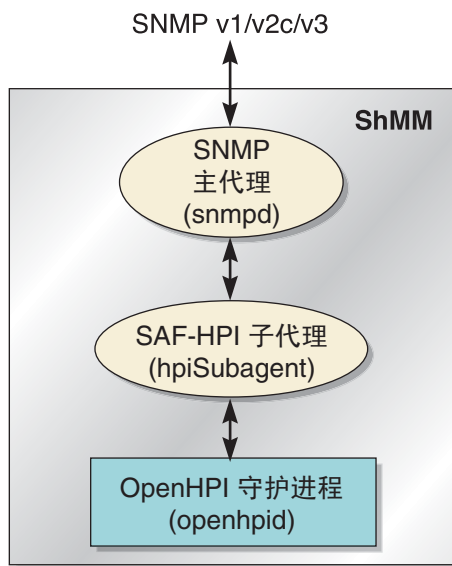 SNMP v1/v2c/v3
ShMM
SNMP
主代理
(snmpd)
SAF-HPI 子代理
(hpiSubagent)
OpenHPI 守护进程
(openhpid)